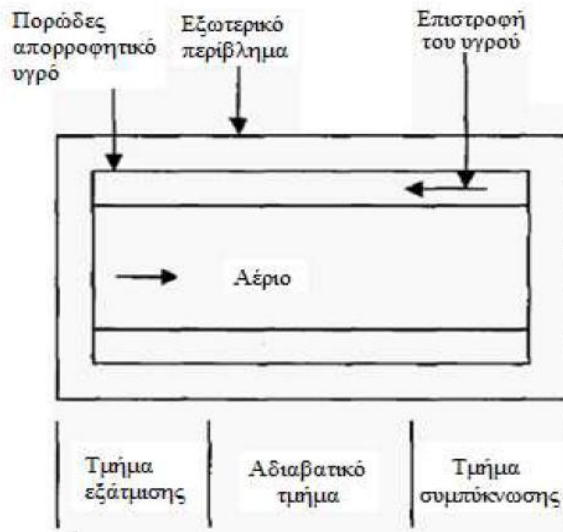 Πορώδες
απορροφητικό
υγρό
Εξωτερικό
περίβλημα
Επιστροφή
του υγρού
Αέριο
Τμήμα
εξάτμισης
Αδιαβατικό
τμήμα
Τμήμα
συμπύκνωσης